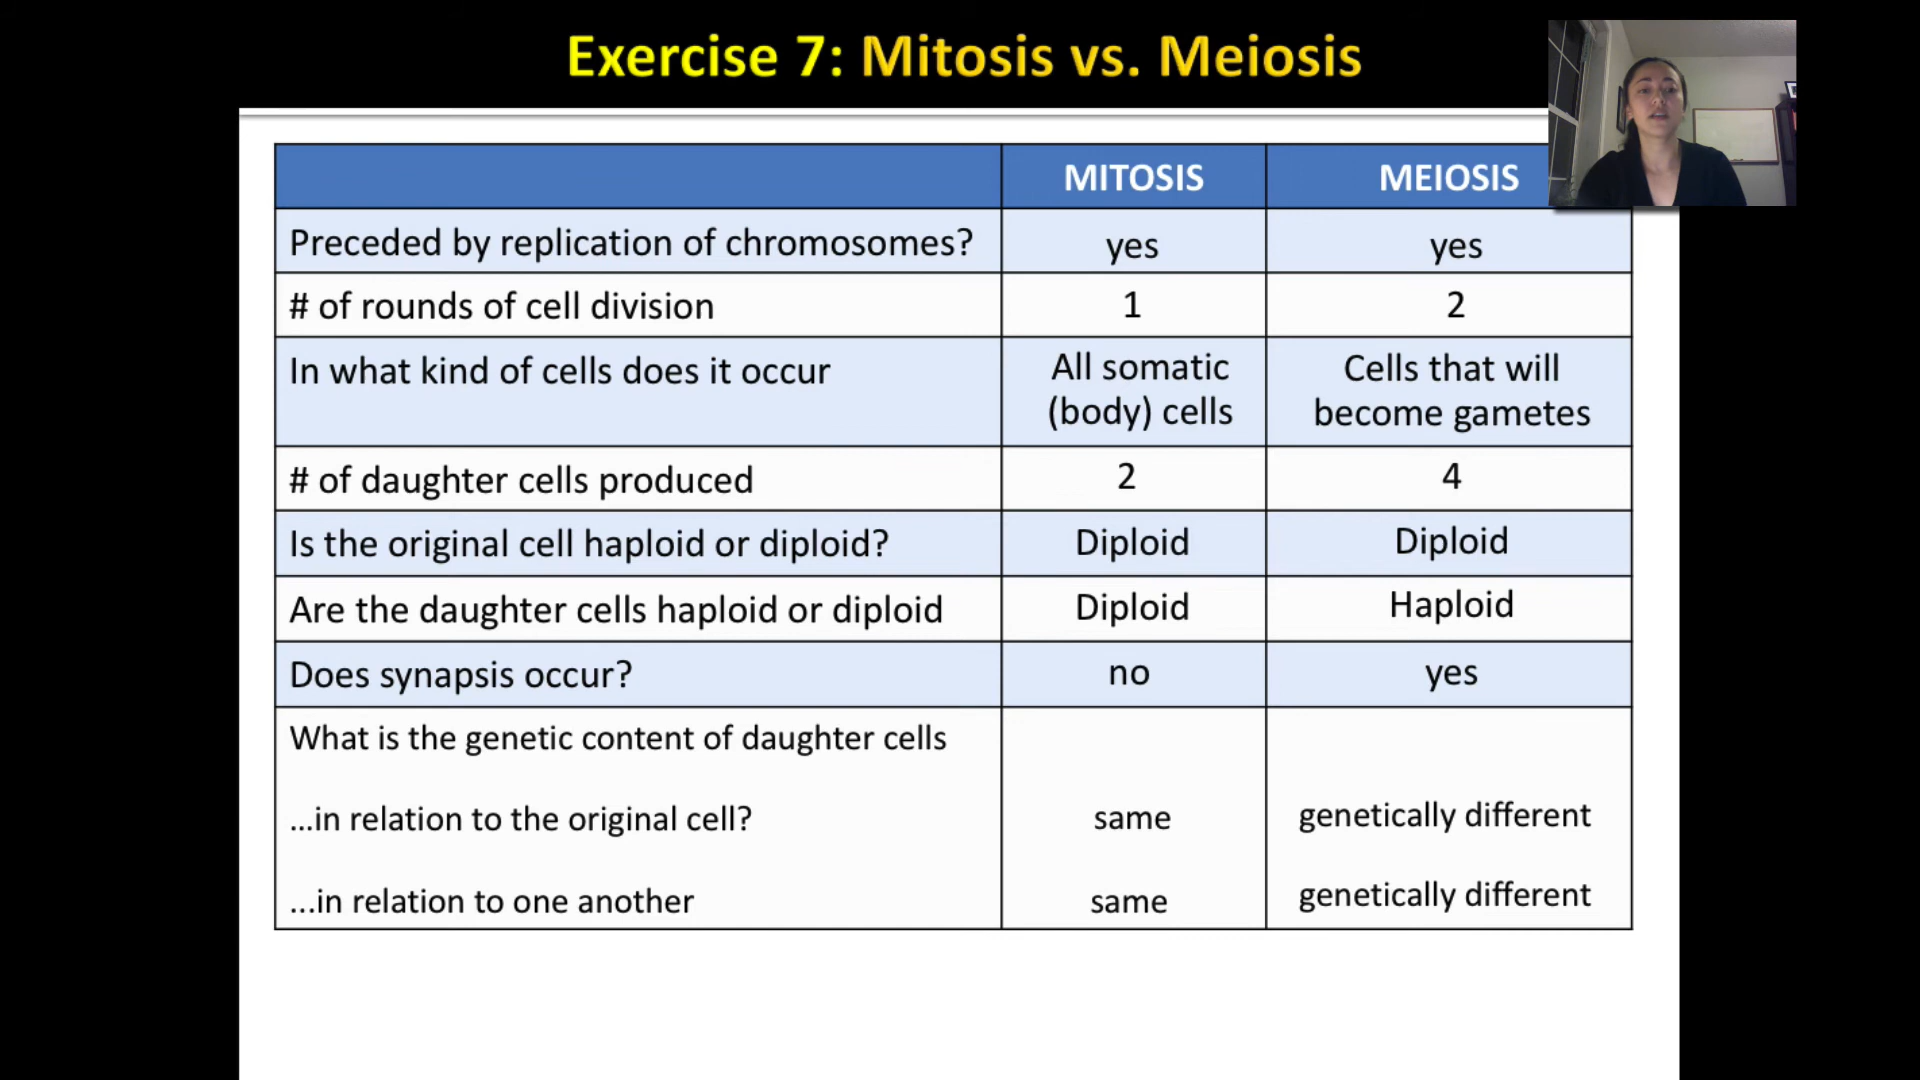 Exercise 7: Mitosis vs. Meiosis
MITOSIS MEIOSIS
Preceded by replication of chromosomes? yes yes
# of rounds of cell division 1 2
In what kind of cells does it occur All somatic Cells that will
(body) cells become gametes
# of daughter cells produced 2 4
Is the original cell haploid or diploid? Diploid Diploid
Are the daughter cells haploid or diploid Diploid Haploid
Does synapsis occur? no yes
What is the genetic content of daughter cells
...in relation to the original cell? same genetically different
...in relation to one another same genetically different